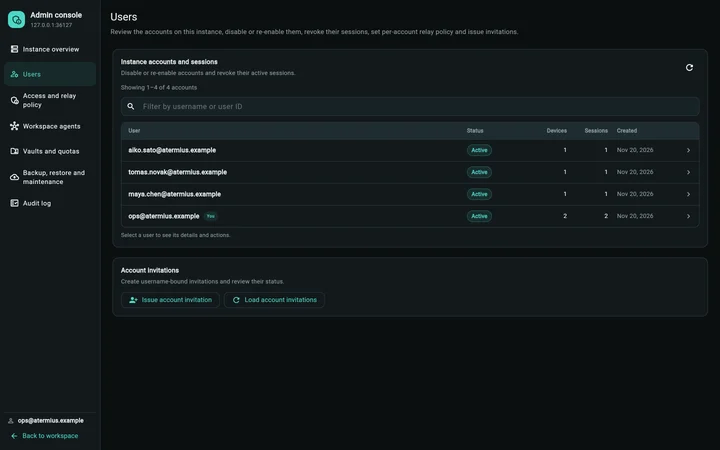 Admin console
127.0.0.1:36127
Instance overview
Users
Access and relay
policy
Workspace agents
Vaults and quotas
Backup, restore and
maintenance
Audit log
ops@atermius.example
Back to workspace
Users
Review the accounts on this instance, disable or re-enable them, revoke their sessions, set per-account relay policy and issue invitations.
Instance accounts and sessions
Disable or re-enable accounts and revoke their active sessions.
Showing 1–4 of 4 accounts
Filter by username or user ID
User Status Devices Sessions Created
aiko.sato@atermius.example Active 1 1 Nov 20, 2026
tomas.novak@atermius.example Active 1 1 Nov 20, 2026
maya.chen@atermius.example Active 1 1 Nov 20, 2026
ops@atermius.example You Active 2 2 Nov 20, 2026
Select a user to see its details and actions.
Account invitations
Create username-bound invitations and review their status.
Issue account invitation Load account invitations